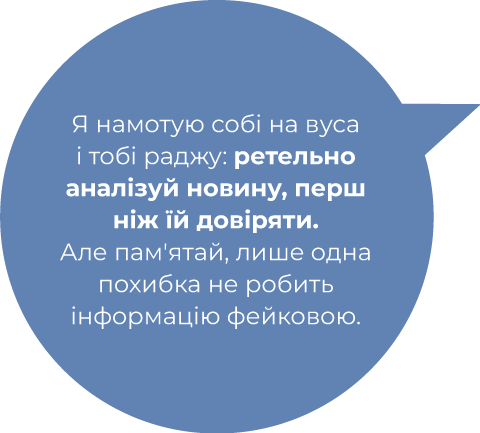 Я намотую собі на вуса
і тобі раджу: ретельно
аналізуй новину, перш
ніж їй довіряти.
Але пам'ятай, лише одна
похибка не робить
інформацію фейковою.